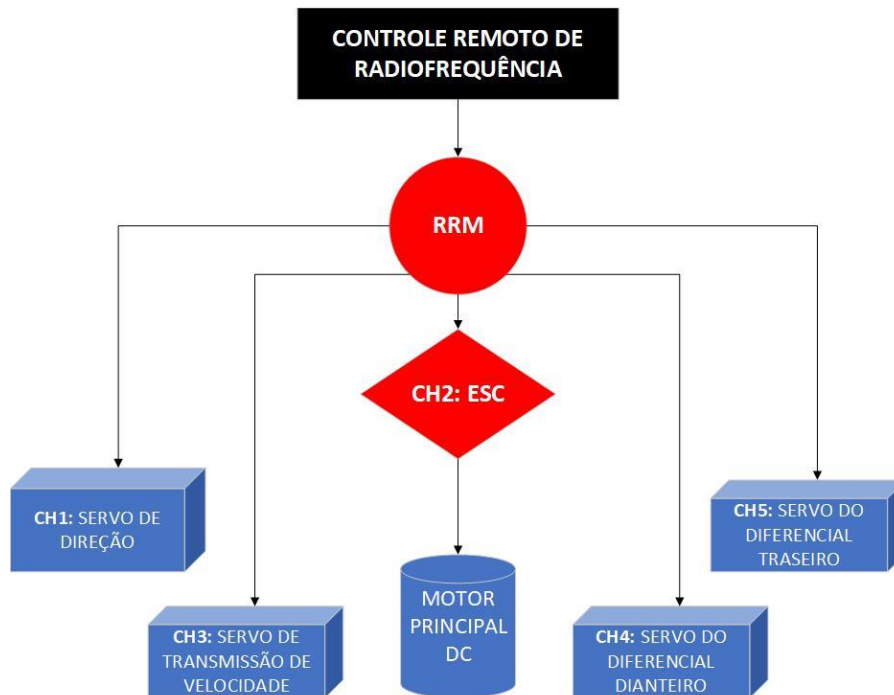 CONTROLE REMOTO DE
RADIOFREQUÊNCIA
RRM
CH2: ESC
CH1: SERVO DE
DIREÇÃO
CH5: SERVO DO
DIFERENCIAL
TRASEIRO
CH3: SERVO DE
TRANSMISSÃO DE
VELOCIDADE
MOTOR
PRINCIPAL
DC
CH4: SERVO DO
DIFERENCIAL
DIANTEIRO